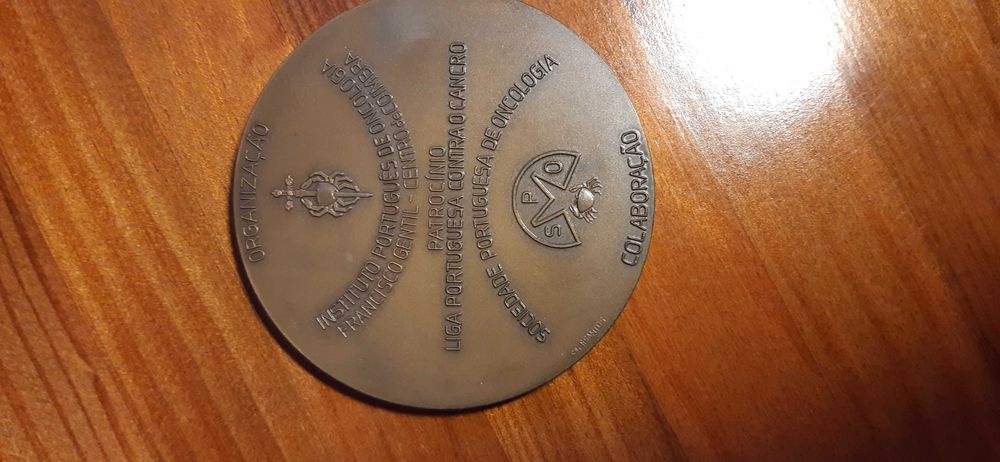 ORGANIZAÇÃO
INSTITUTO PORTUGUÊS DE ONCOLOGIA
FRANCISCO GENTIL - CENTRO de COIMBRA
PATROCÍNIO
LIGA PORTUGUESA CONTRA O CANCRO
SOCIEDADE PORTUGUESA DE ONCOLOGIA
S P O
COLABORAÇÃO